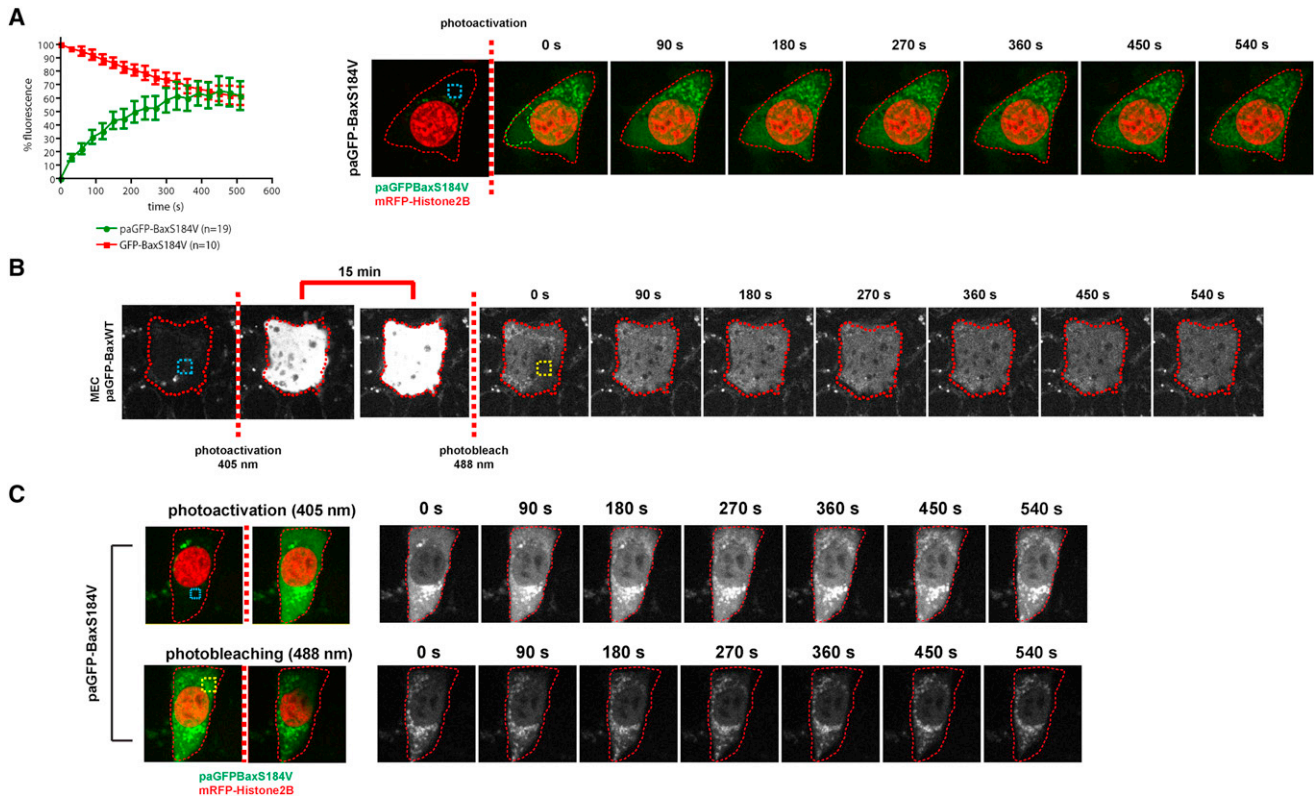 A
photoactivation
0 s 90 s 180 s 270 s 360 s 450 s 540 s
100
90
80
70
60
50
40
30
20
10
0
% fluorescence
0 100 200 300 400 500 600
time (s)
paGFP-BaxS184V (n=19)
GFP-BaxS184V (n=10)
paGFP-BaxS184V
paGFPBaxS184V
mRFP-Histone2B
B
15 min
0 s 90 s 180 s 270 s 360 s 450 s 540 s
MEC
paGFP-BaxWT
photoactivation
405 nm
photobleach
488 nm
C
photoactivation (405 nm)
0 s 90 s 180 s 270 s 360 s 450 s 540 s
paGFP-BaxS184V
photobleaching (488 nm)
0 s 90 s 180 s 270 s 360 s 450 s 540 s
paGFPBaxS184V
mRFP-Histone2B